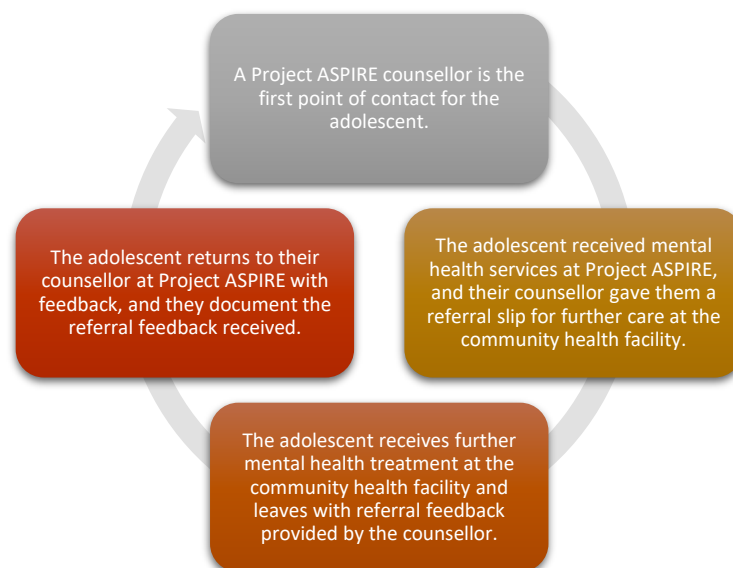 A Project ASPIRE counsellor is the
first point of contact for the
adolescent.
The adolescent received mental
health services at Project ASPIRE,
and their counsellor gave them a
referral slip for further care at the
community health facility.
The adolescent receives further
mental health treatment at the
community health facility and
leaves with referral feedback
provided by the counsellor.
The adolescent returns to their
counsellor at Project ASPIRE with
feedback, and they document the
referral feedback received.